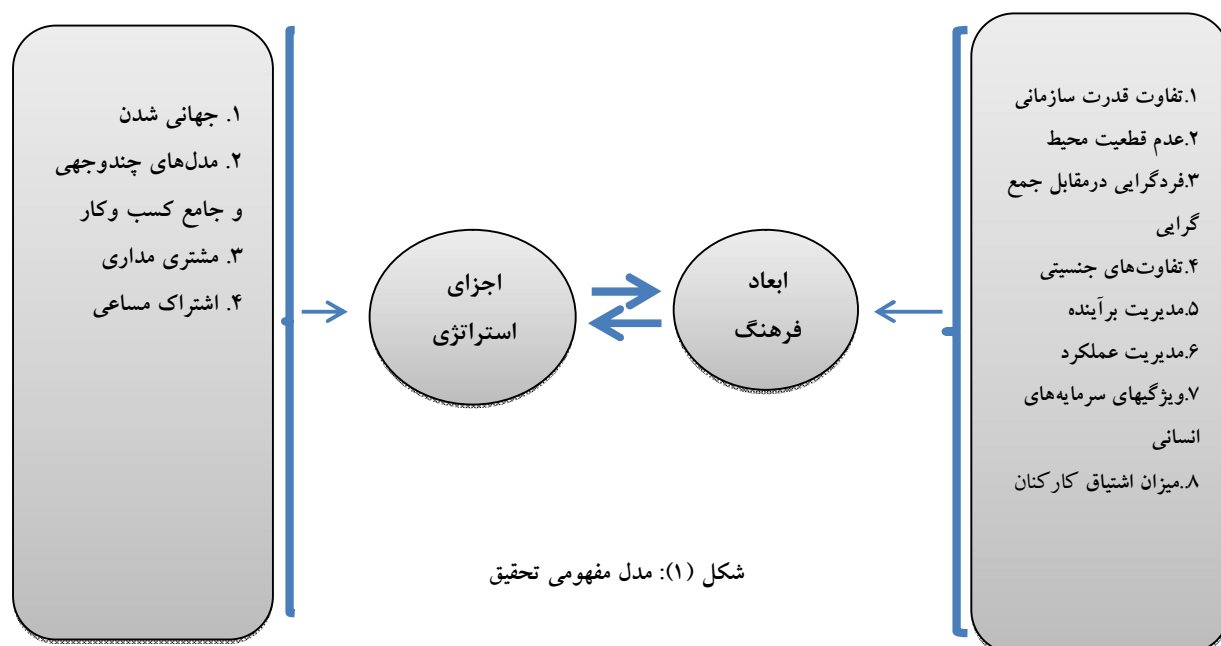 ۱.تفاوت قدرت سازمانی
۲.عدم قطعیت محیط
۳.فردگرایی درمقابل جمع
گرایی
۴.تفاوت‌های جنسیتی
۵.مدیریت برآینده
۶.مدیریت عملکرد
۷.ویژگیهای سرمایه‌های
انسانی
۸.میزان اشتیاق کارکنان
ابعاد
فرهنگ
اجزای
استراتژی
۱. جهانی شدن
۲. مدل‌های چندوجهی
و جامع کسب وکار
۳. مشتری مداری
۴. اشتراک مساعی
شکل (۱): مدل مفهومی تحقیق